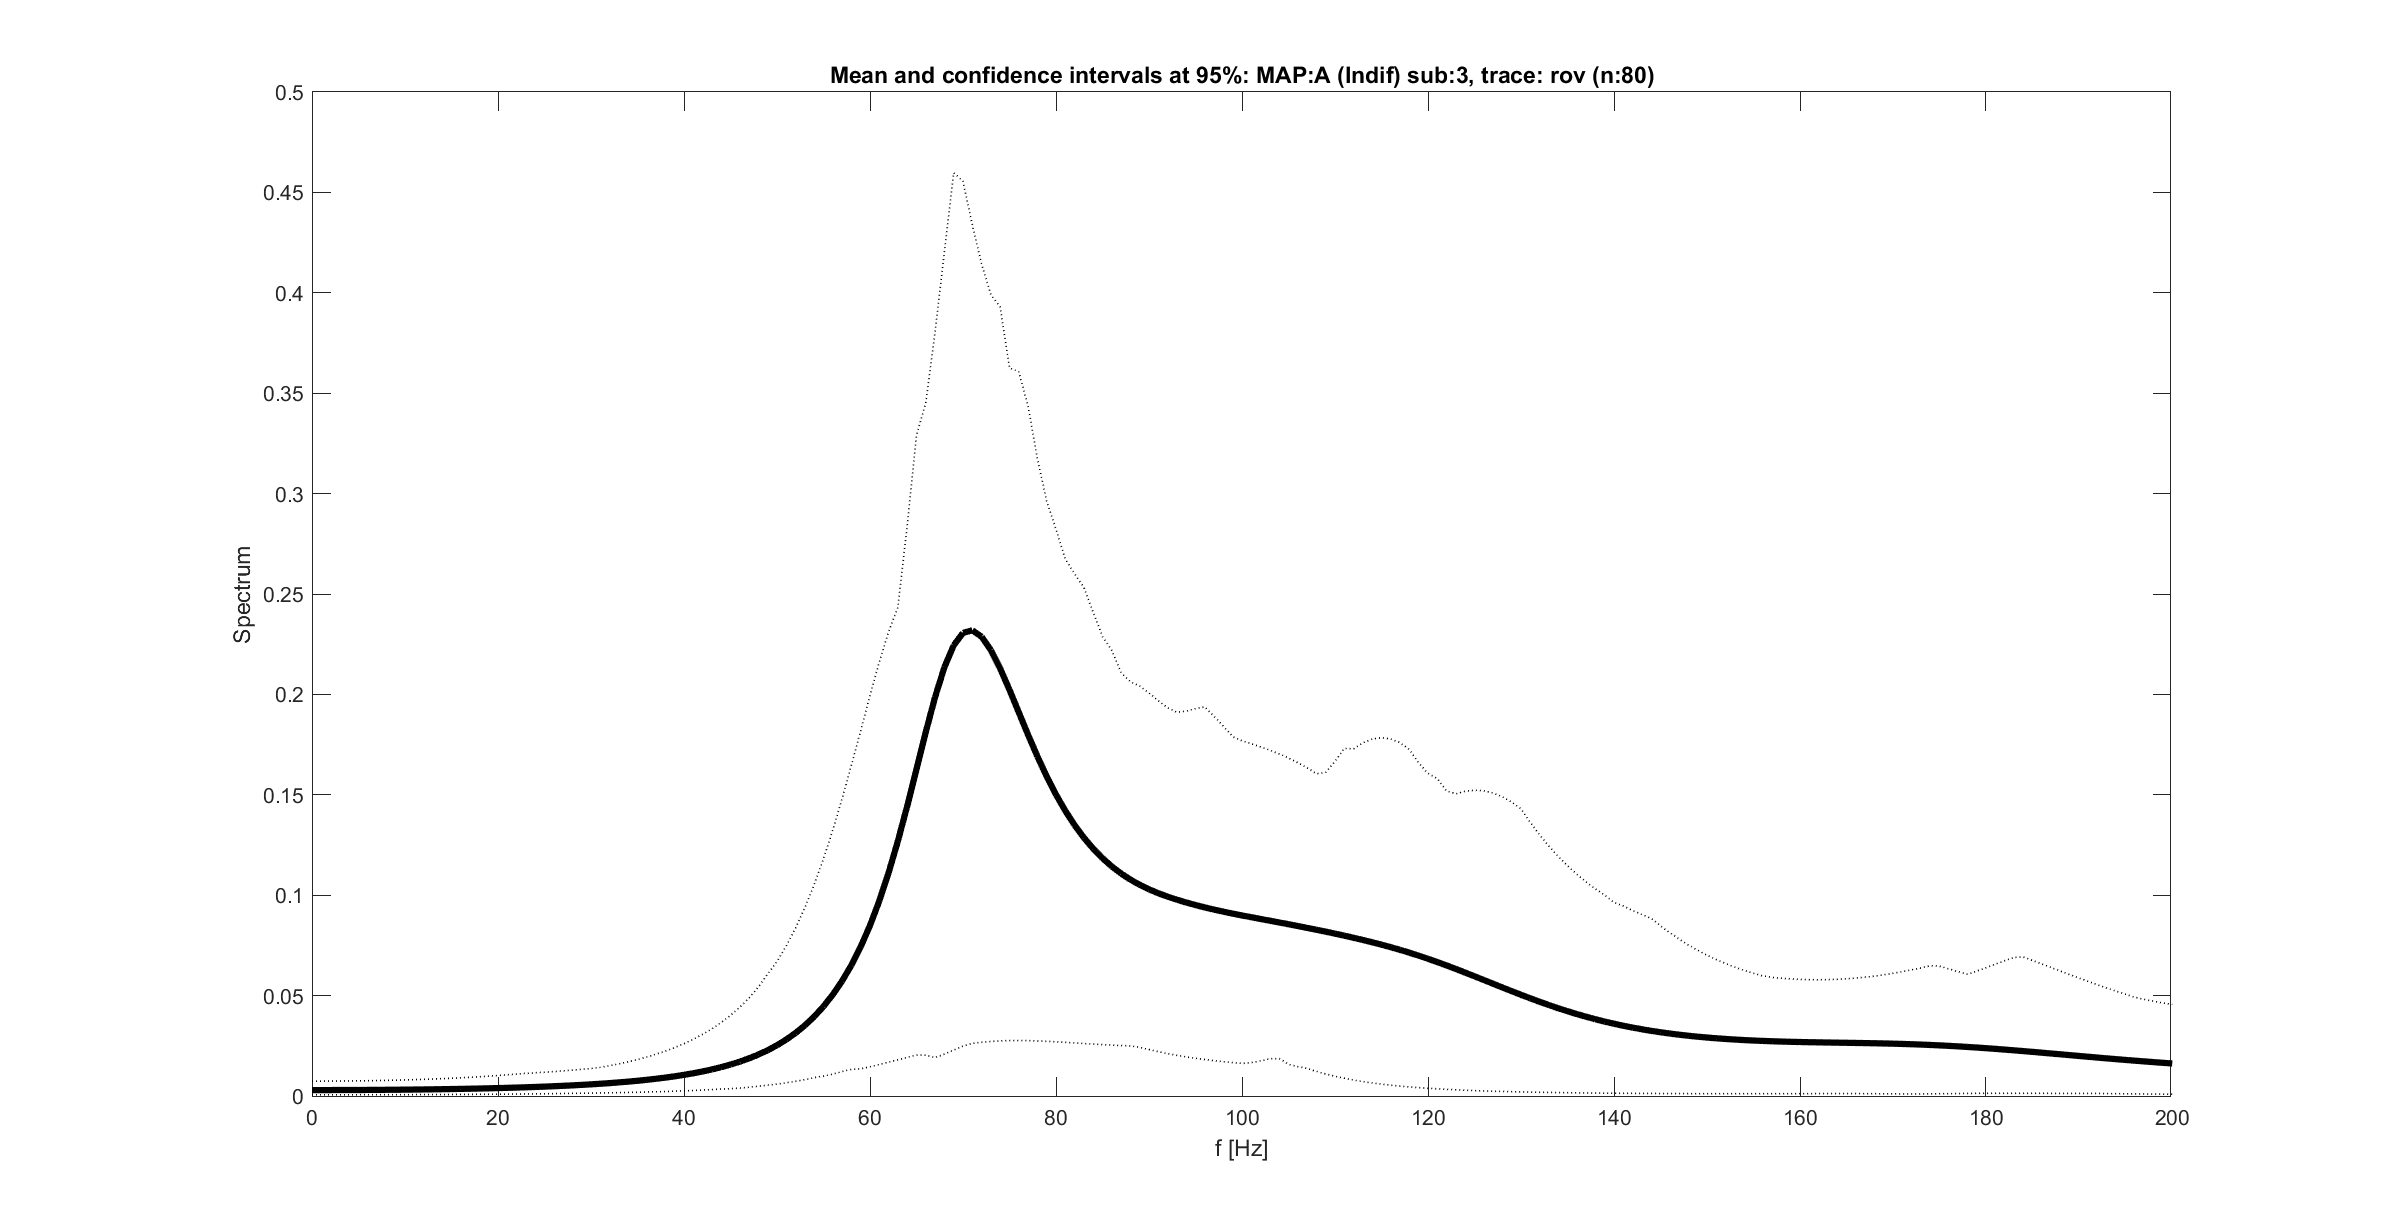 Mean and confidence intervals at 95%: MAP:A (Indif) sub:3, trace: rov (n:80)
0.5
0.45
0.4
0.35
0.3
0.25
0.2
0.15
0.1
0.05
0
Spectrum
0 20 40 60 80 100 120 140 160 180 200
f [Hz]